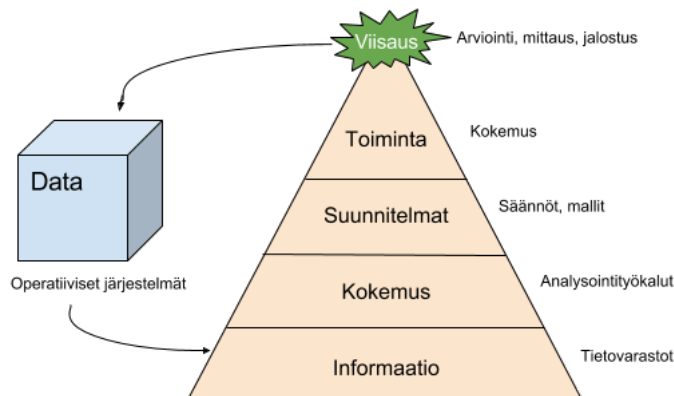 Viisaus
Arviointi, mittaus, jalostus
Toiminta
Kokemus
Data
Suunnitelmat
Säännöt, mallit
Operatiiviset järjestelmät
Kokemus
Analysointityökalut
Informaatio
Tietovarastot